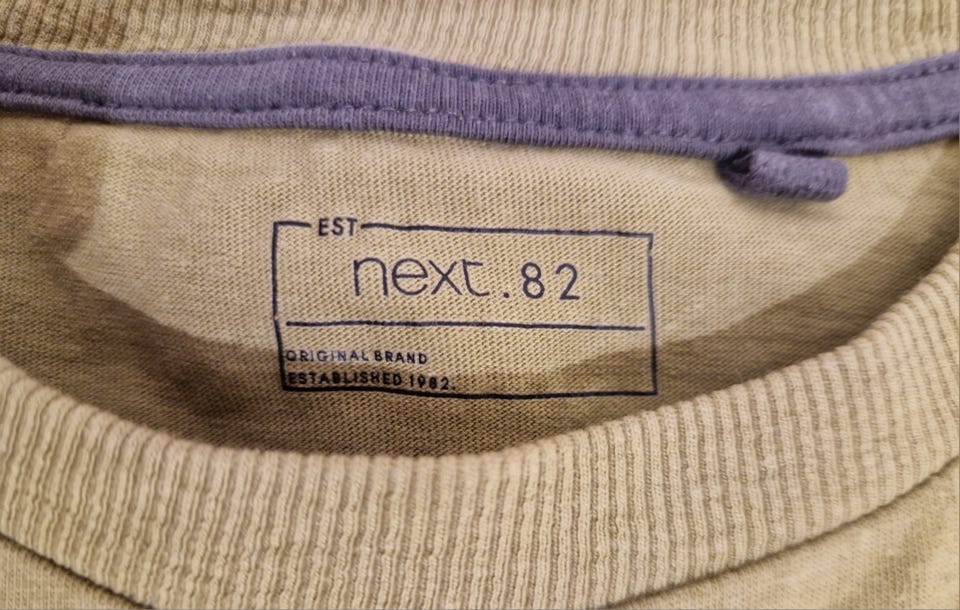 EST
next.82
ORIGINAL BRAND
ESTABLISHED 1982.